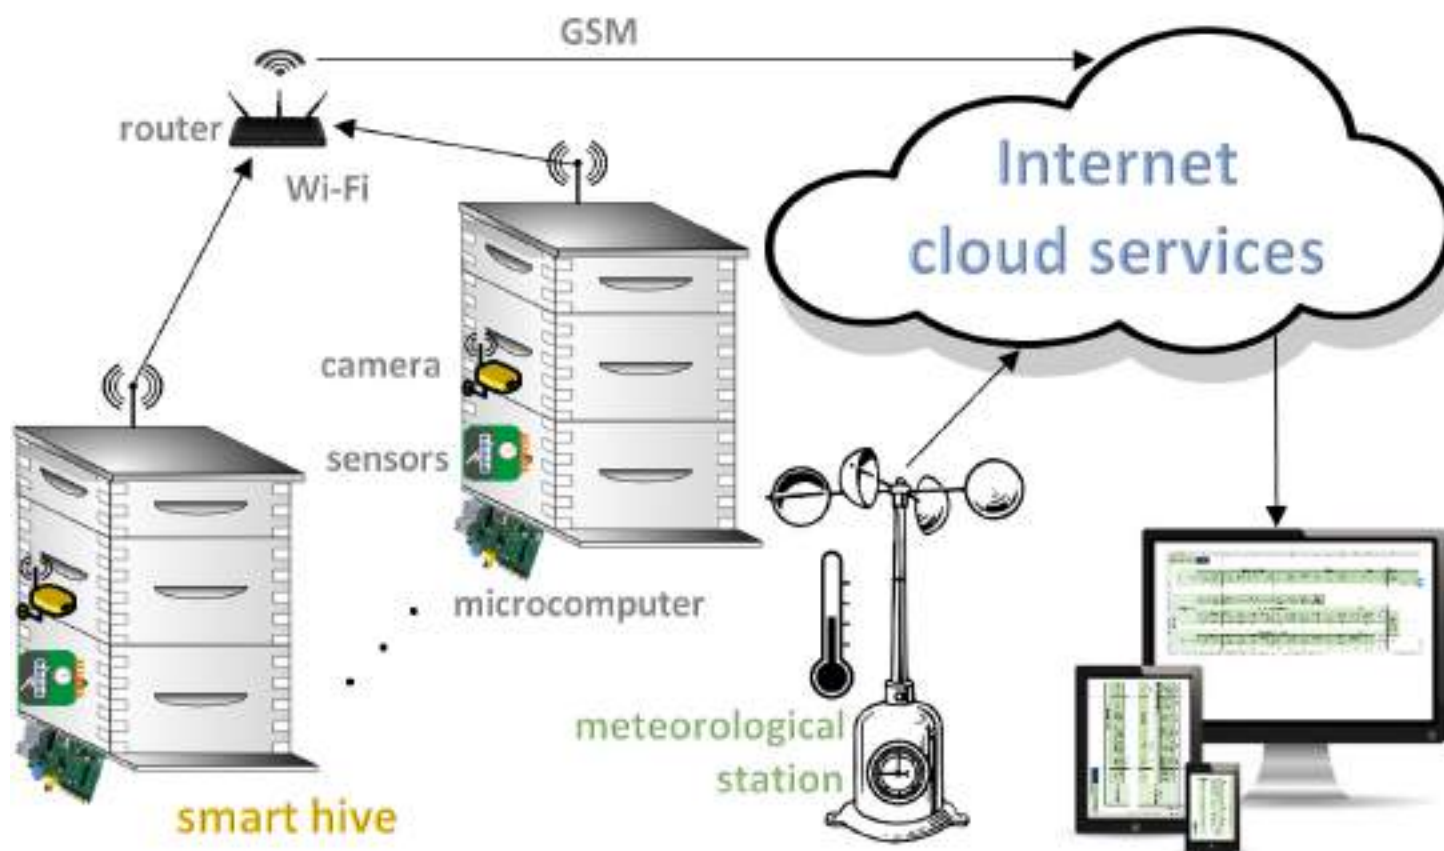 GSM
router
Wi-Fi
Internet
cloud services
camera
sensors
microcomputer
meteorological
station
smart hive